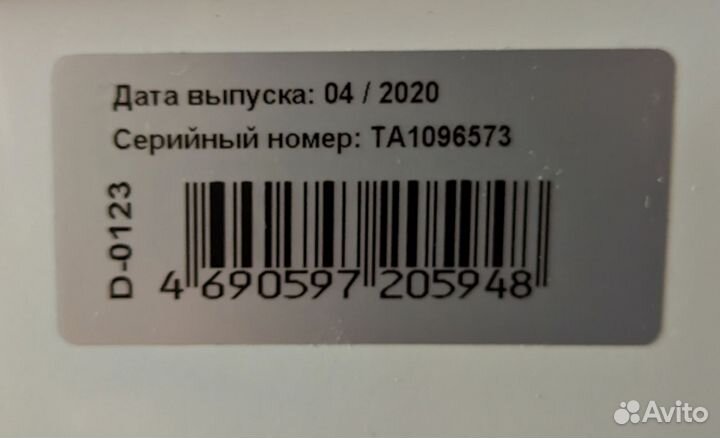 Дата выпуска: 04 / 2020
Серийный номер: TA1096573
D-0123
4 690597 205948
Avito